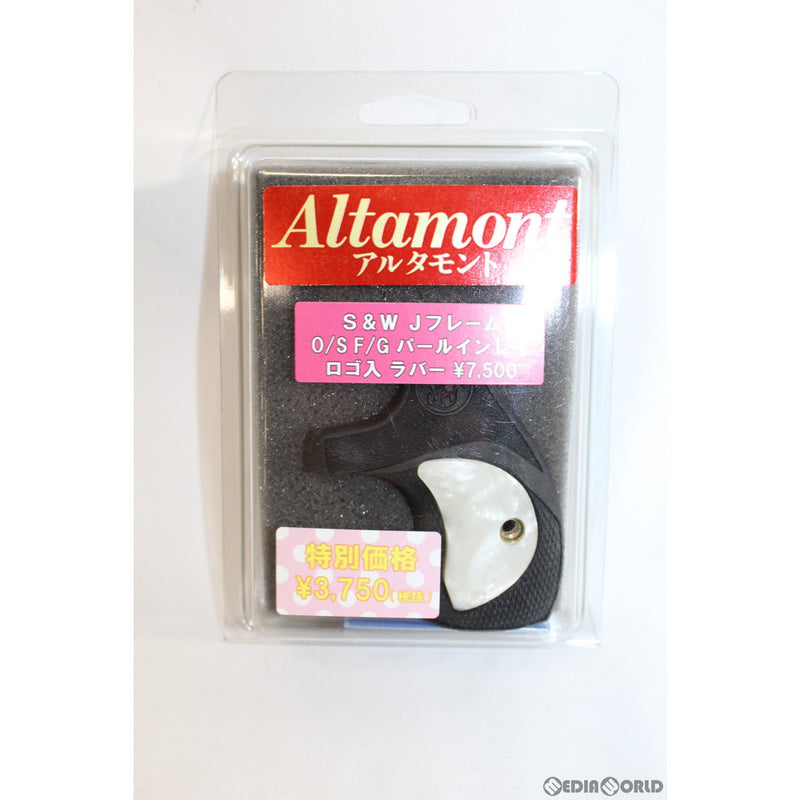 Altamont
アルタモント
S&W Jフレーム
O/S F/G パールインレイ
ロゴ入 ラバー ¥7,500
特別価格
¥3,750(税抜)
MEDIAWORLD